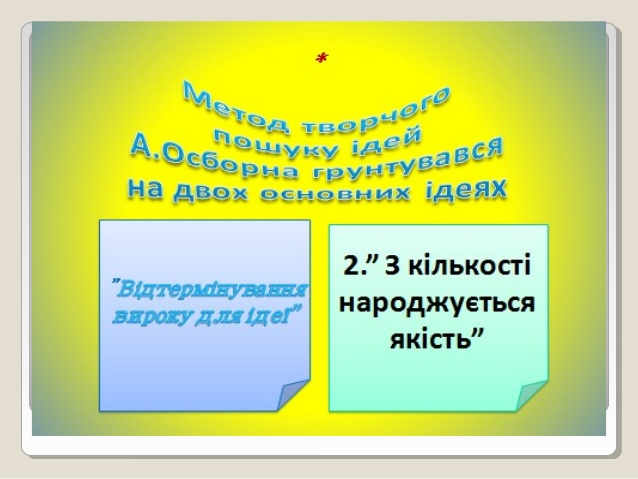 *
Метод творчого
пошуку ідей
А.Осборна грунтувався
на двох основних ідеях
"Відтермінування
вироку для ідеї”
2.” З кількості
народжується
якість”